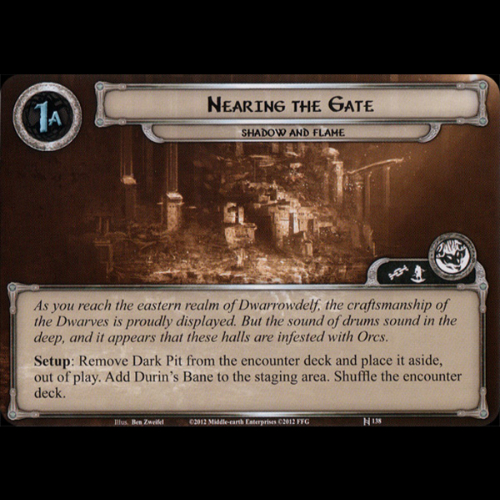 1A
NEARING THE GATE
SHADOW AND FLAME
As you reach the eastern realm of Dwarrowdelf, the craftsmanship of
the Dwarves is proudly displayed. But the sound of drums sound in the
deep, and it appears that these halls are infested with Orcs.
Setup: Remove Dark Pit from the encounter deck and place it aside,
out of play. Add Durin's Bane to the staging area. Shuffle the encounter
deck.
Illus. Ben Zweifel ©2012 Middle-earth Enterprises ©2012 FFG 138